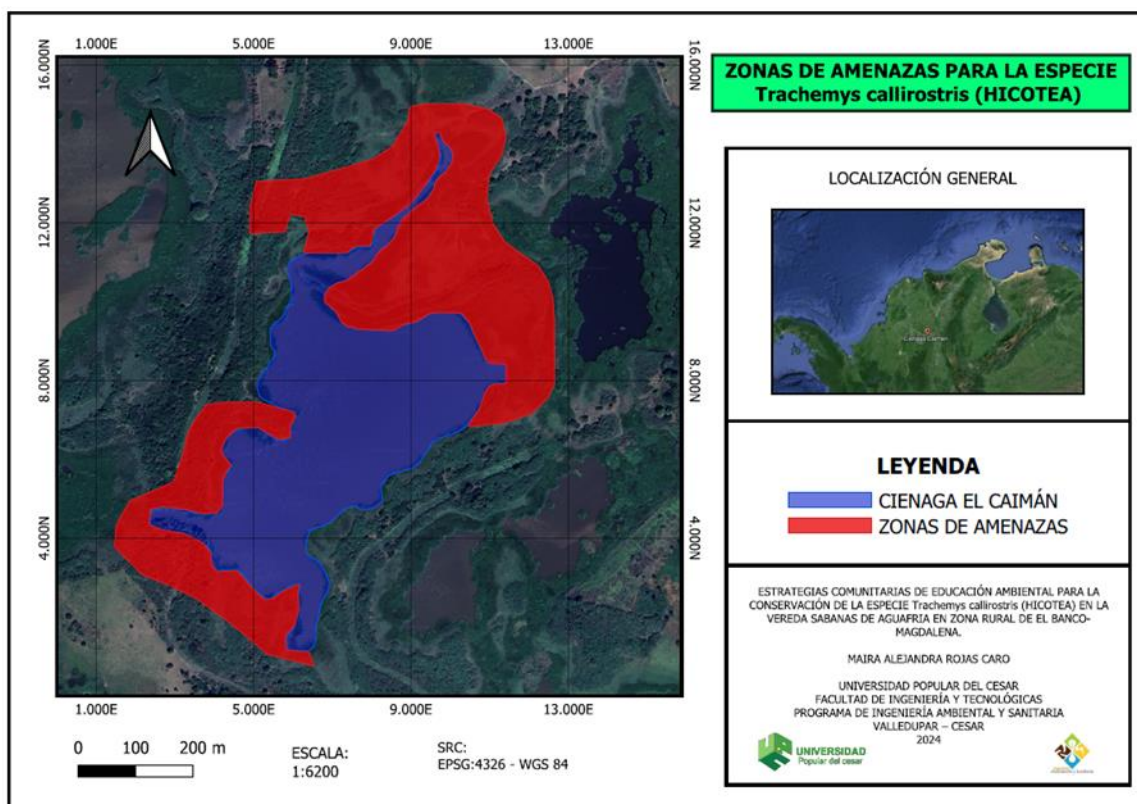 ZONAS DE AMENAZAS PARA LA ESPECIE
Trachemys callirostris (HICOTEA)
1.000E 5.000E 9.000E 13.000E
16.000N 12.000N 8.000N 4.000N
16.000N 12.000N 8.000N 4.000N
1.000E 5.000E 9.000E 13.000E
0 100 200 m
ESCALA:
1:6200
SRC:
EPSG:4326 - WGS 84
LOCALIZACIÓN GENERAL
LEYENDA
CIENAGA EL CAIMÁN
ZONAS DE AMENAZAS
ESTRATEGIAS COMUNITARIAS DE EDUCACIÓN AMBIENTAL PARA LA
CONSERVACIÓN DE LA ESPECIE Trachemys callirostris (HICOTEA) EN LA
VEREDA SABANAS DE AGUAFRIA EN ZONA RURAL DE EL BANCO-
MAGDALENA.
MAIRA ALEJANDRA ROJAS CARO
UNIVERSIDAD POPULAR DEL CESAR
FACULTAD DE INGENIERÍA Y TECNOLÓGICAS
PROGRAMA DE INGENIERÍA AMBIENTAL Y SANITARIA
VALLEDUPAR – CESAR
2024
UNIVERSIDAD
Popular del cesar